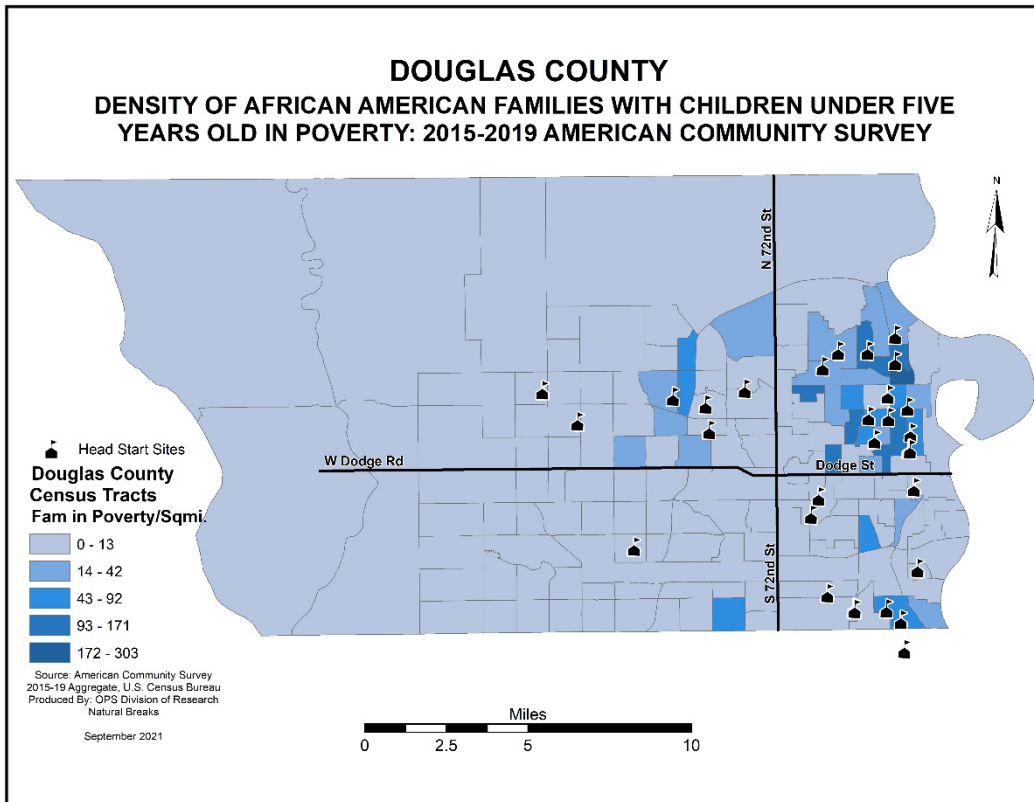 DOUGLAS COUNTY
DENSITY OF AFRICAN AMERICAN FAMILIES WITH CHILDREN UNDER FIVE
YEARS OLD IN POVERTY: 2015-2019 AMERICAN COMMUNITY SURVEY
N
N 72nd St
W Dodge Rd
Dodge St
S 72nd St
Head Start Sites
Douglas County
Census Tracts
Fam in Poverty/Sqmi.
0 - 13
14 - 42
43 - 92
93 - 171
172 - 303
Source: American Community Survey
2015-19 Aggregate, U.S. Census Bureau
Produced By: OPS Division of Research
Natural Breaks
September 2021
Miles
0 2.5 5 10